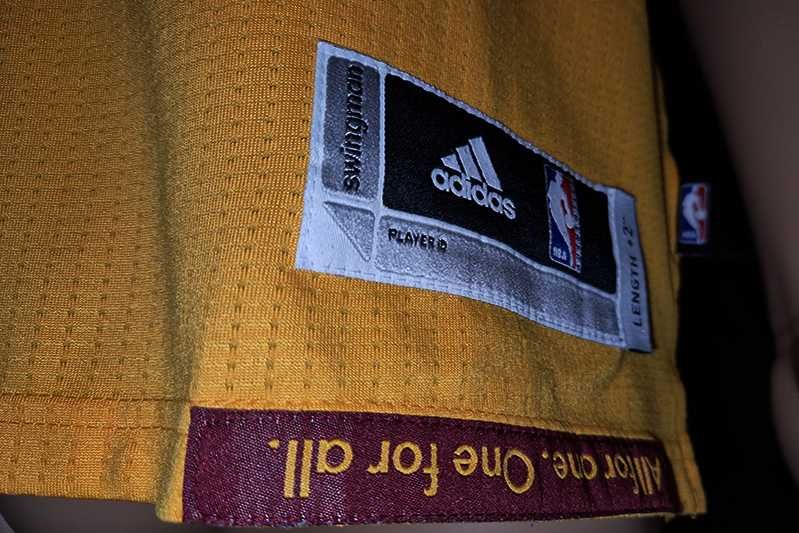 swingman
adidas
NBA
PLAYER ID
LENGTH +2"
All for one. One for all.